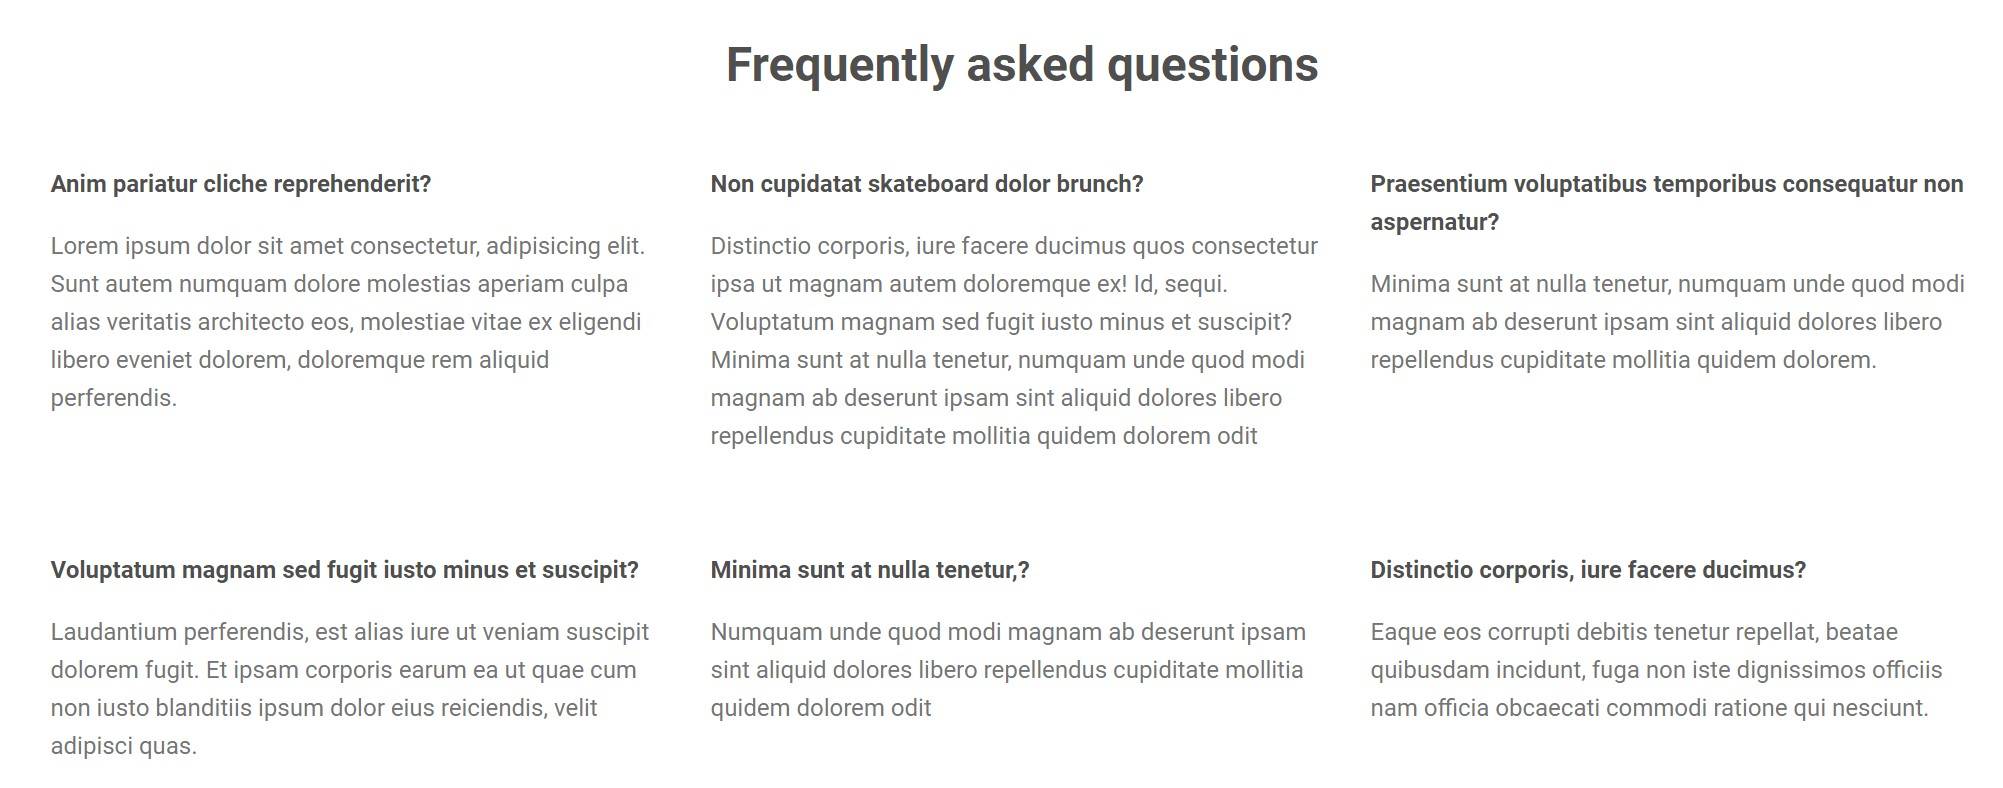 Frequently asked questions
Anim pariatur cliche reprehenderit?
Lorem ipsum dolor sit amet consectetur, adipisicing elit.
Sunt autem numquam dolore molestias aperiam culpa
alias veritatis architecto eos, molestiae vitae ex eligendi
libero eveniet dolorem, doloremque rem aliquid
perferendis.
Non cupidatat skateboard dolor brunch?
Distinctio corporis, iure facere ducimus quos consectetur
ipsa ut magnam autem doloremque ex! Id, sequi.
Voluptatum magnam sed fugit iusto minus et suscipit?
Minima sunt at nulla tenetur, numquam unde quod modi
magnam ab deserunt ipsam sint aliquid dolores libero
repellendus cupiditate mollitia quidem dolorem odit
Praesentium voluptatibus temporibus consequatur non
aspernatur?
Minima sunt at nulla tenetur, numquam unde quod modi
magnam ab deserunt ipsam sint aliquid dolores libero
repellendus cupiditate mollitia quidem dolorem.
Voluptatum magnam sed fugit iusto minus et suscipit?
Laudantium perferendis, est alias iure ut veniam suscipit
dolorem fugit. Et ipsam corporis earum ea ut quae cum
non iusto blanditiis ipsum dolor eius reiciendis, velit
adipisci quas.
Minima sunt at nulla tenetur,?
Numquam unde quod modi magnam ab deserunt ipsam
sint aliquid dolores libero repellendus cupiditate mollitia
quidem dolorem odit
Distinctio corporis, iure facere ducimus?
Eaque eos corrupti debitis tenetur repellat, beatae
quibusdam incidunt, fuga non iste dignissimos officiis
nam officia obcaecati commodi ratione qui nesciunt.